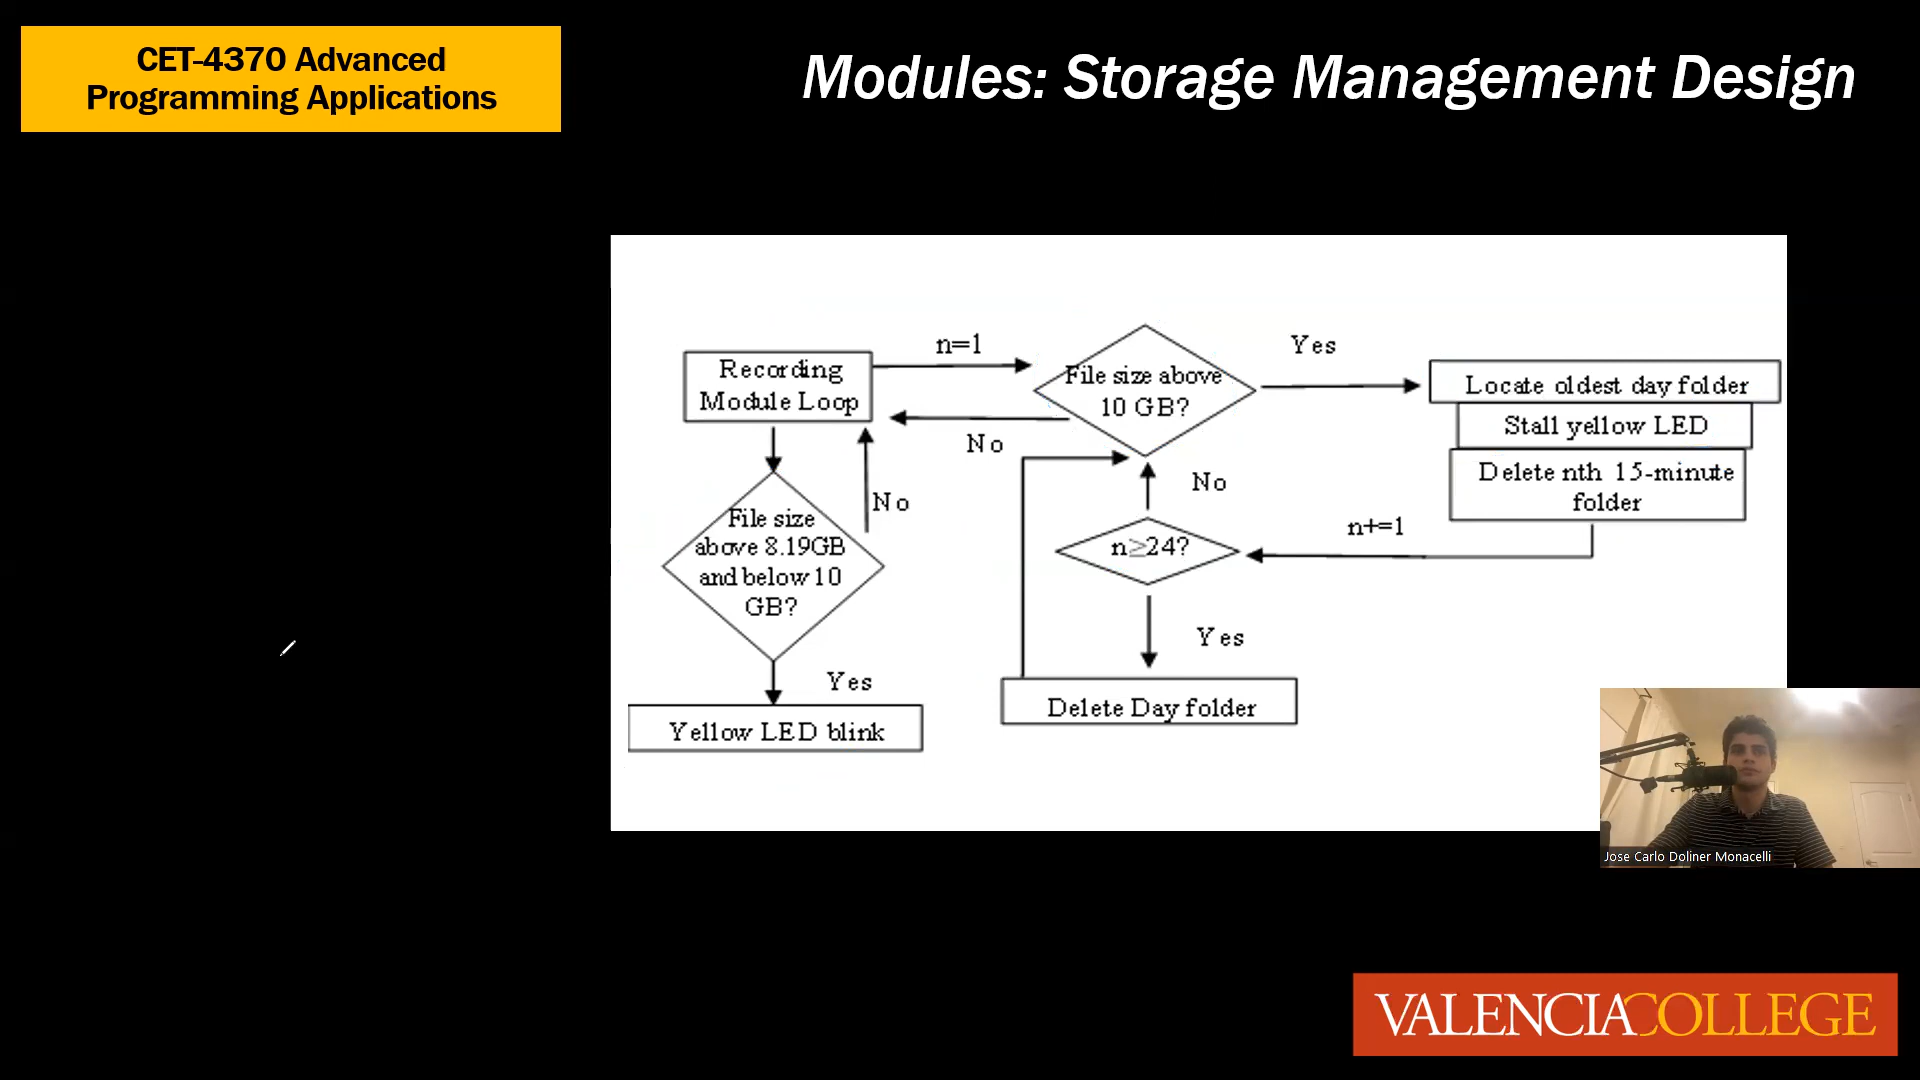 CET-4370 Advanced
Programming Applications
Modules: Storage Management Design
Recording
Module Loop
n=1
No
File size above
10 GB?
Yes
Locate oldest day folder
Stall yellow LED
Delete nth 15-minute
folder
n+=1
n≥24?
No
Yes
Delete Day folder
No
File size
above 8.19GB
and below 10
GB?
Yes
Yellow LED blink
Jose Carlo Doliner Monacelli
VALENCIACOLLEGE